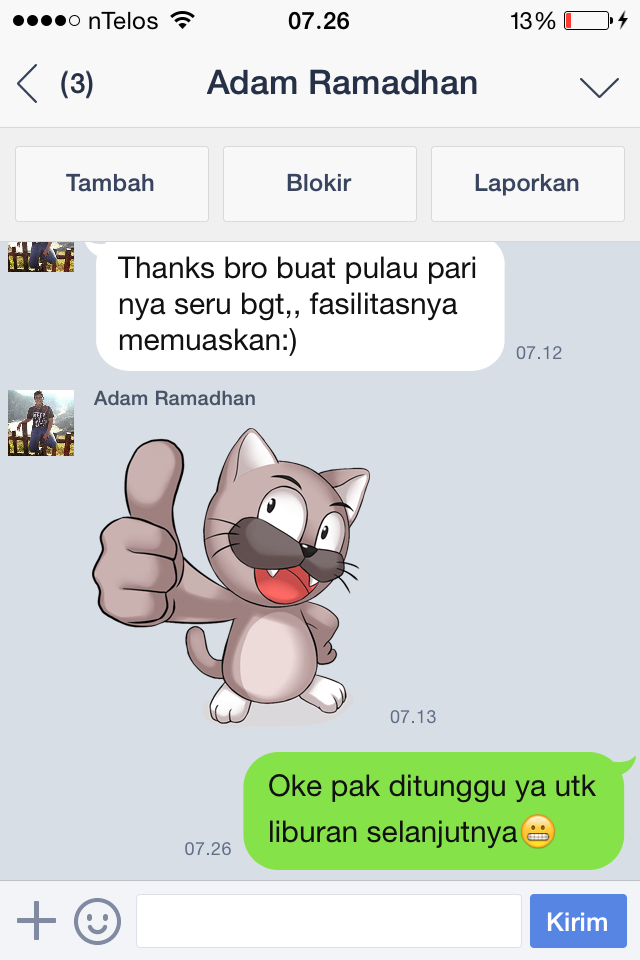 nTelos 07.26 13%
(3) Adam Ramadhan
Tambah Blokir Laporkan
Thanks bro buat pulau pari
nya seru bgt,, fasilitasnya
memuaskan:)
07.12
Adam Ramadhan
07.13
Oke pak ditunggu ya utk
liburan selanjutnya😬
07.26
Kirim